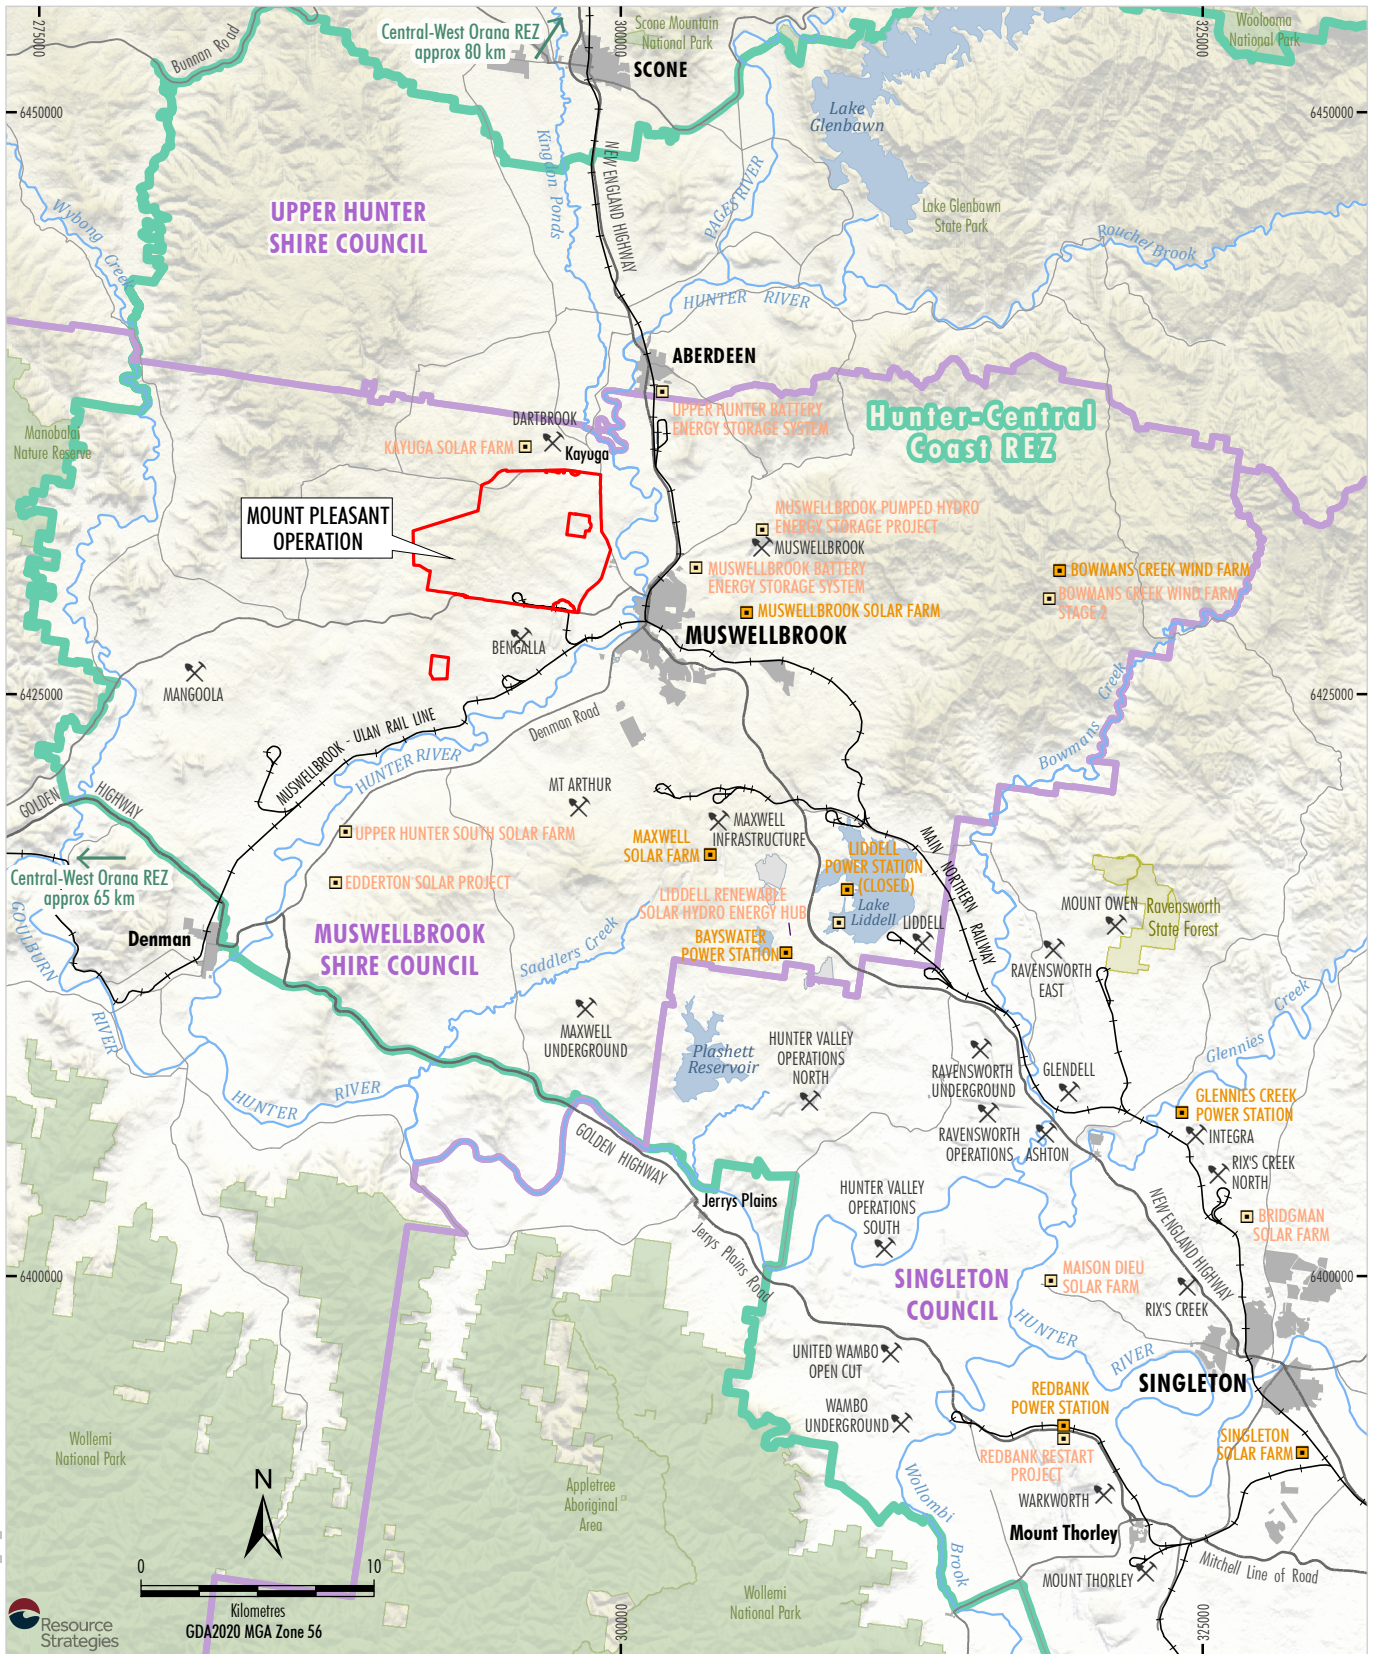 275000
300000
325000
Bunnan Road
Central-West Orana REZ
approx 80 km
SCONE
Scone Mountain
National Park
Woolooma
National Park
6450000
6450000
Lake
Glenbawn
Kingdon Ponds
NEW ENGLAND HIGHWAY
PAGES RIVER
Wybong Creek
UPPER HUNTER
SHIRE COUNCIL
Lake Glenbawn
State Park
Rouchel Brook
HUNTER RIVER
ABERDEEN
UPPER HUNTER BATTERY
ENERGY STORAGE SYSTEM
Hunter-Central
Coast REZ
DARTBROOK
Manobalai
Nature Reserve
KAYUGA SOLAR FARM
Kayuga
MOUNT PLEASANT
OPERATION
MUSWELLBROOK PUMPED HYDRO
ENERGY STORAGE PROJECT
MUSWELLBROOK
MUSWELLBROOK BATTERY
ENERGY STORAGE SYSTEM
BOWMANS CREEK WIND FARM
BOWMANS CREEK WIND FARM
STAGE 2
MUSWELLBROOK SOLAR FARM
MUSWELLBROOK
BENGALLA
MANGOOLA
6425000
6425000
Bowmans Creek
MUSWELLBROOK - ULAN RAIL LINE
Denman Road
HUNTER RIVER
GOLDEN HIGHWAY
MT ARTHUR
UPPER HUNTER SOUTH SOLAR FARM
MAXWELL
INFRASTRUCTURE
MAXWELL
SOLAR FARM
LIDDELL
POWER STATION
(CLOSED)
MAIN NORTHERN RAILWAY
Central-West Orana REZ
approx 65 km
EDDERTON SOLAR PROJECT
LIDDELL RENEWABLE
SOLAR HYDRO ENERGY HUB
Lake
Liddell
LIDDELL
MOUNT OWEN
Ravensworth
State Forest
GOULBURN RIVER
Denman
MUSWELLBROOK
SHIRE COUNCIL
Saddlers Creek
BAYSWATER
POWER STATION
RAVENSWORTH
EAST
MAXWELL
UNDERGROUND
Plashett
Reservoir
HUNTER VALLEY
OPERATIONS
NORTH
RAVENSWORTH
UNDERGROUND
GLENDELL
Glennies Creek
HUNTER RIVER
GLENNIES CREEK
POWER STATION
GOLDEN HIGHWAY
RAVENSWORTH
OPERATIONS
ASHTON
INTEGRA
RIX'S CREEK
NORTH
Jerrys Plains
HUNTER VALLEY
OPERATIONS
SOUTH
NEW ENGLAND HIGHWAY
BRIDGMAN
SOLAR FARM
Jerrys Plains Road
6400000
6400000
SINGLETON
COUNCIL
MAISON DIEU
SOLAR FARM
RIX'S CREEK
HUNTER RIVER
UNITED WAMBO
OPEN CUT
SINGLETON
WAMBO
UNDERGROUND
REDBANK
POWER STATION
REDBANK RESTART
PROJECT
SINGLETON
SOLAR FARM
Wollemi
National Park
Appletree
Aboriginal
Area
Wollombi Brook
WARKWORTH
Mount Thorley
Mitchell Line of Road
MOUNT THORLEY
Wollemi
National Park
N
0 10
Kilometres
GDA2020 MGA Zone 56
Resource
Strategies
300000
325000